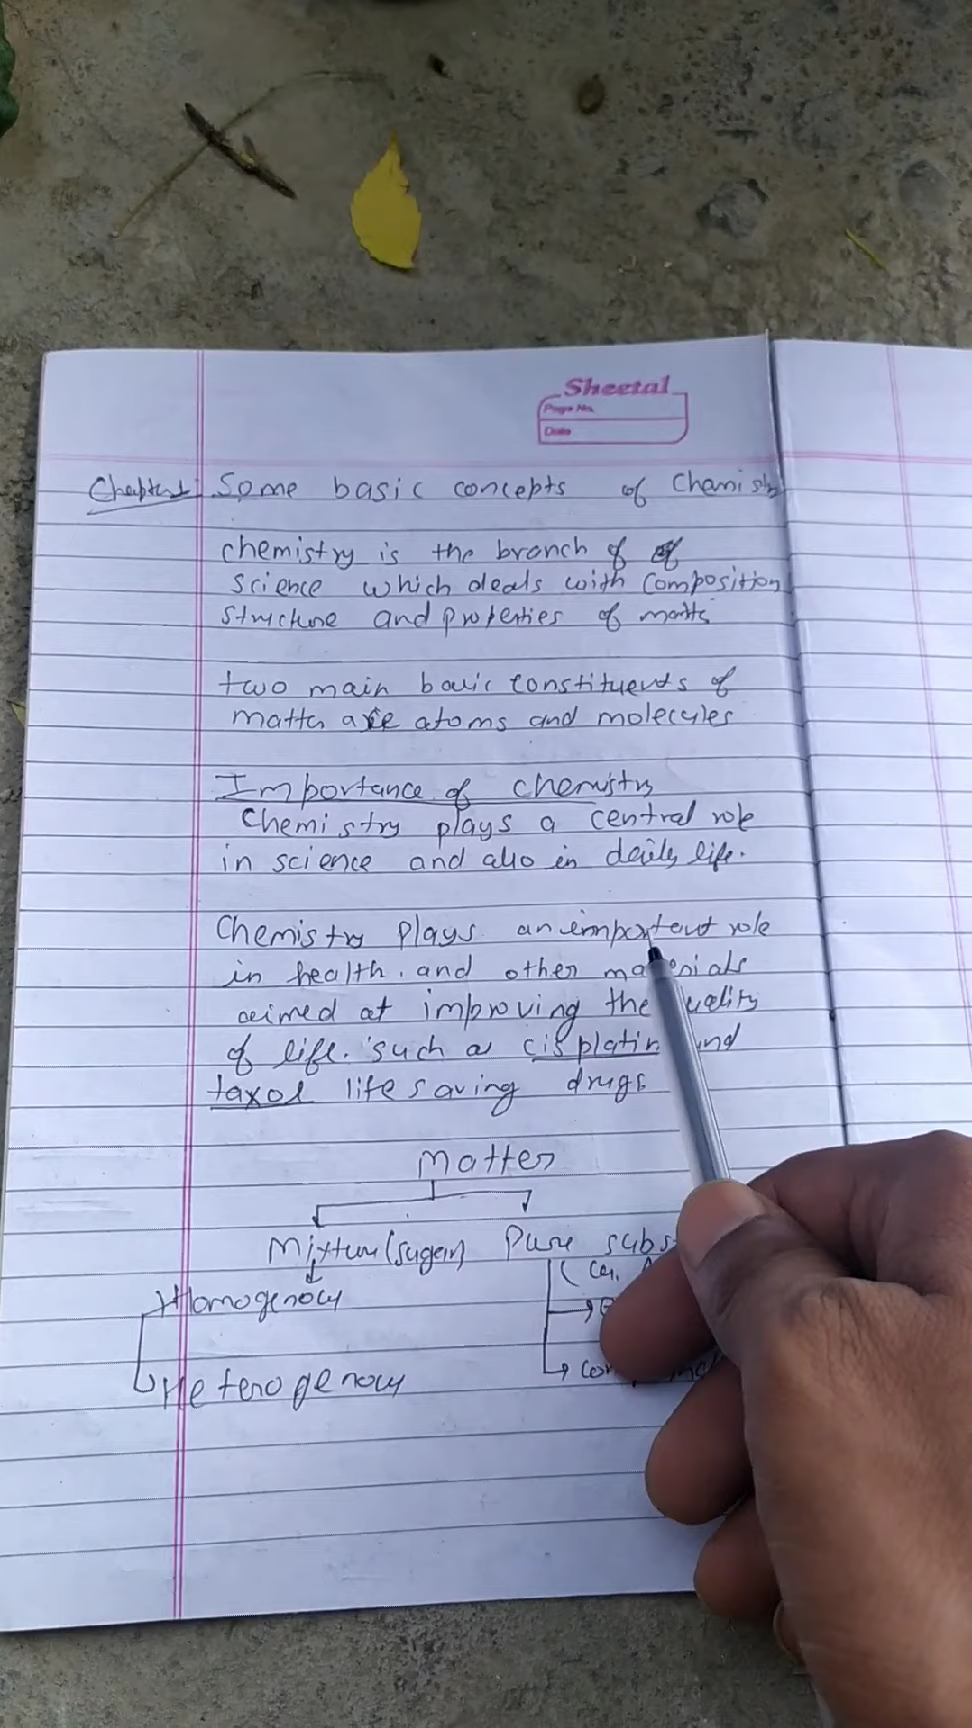 Sheetal
Page No.
Date
Chapter 1 Some basic concepts of Chemistry
chemistry is the branch of of
science which deals with composition
structure and properties of matter
two main basic constituents of
matter are atoms and molecules
Importance of chemistry
Chemistry plays a central role
in science and also in daily life.
Chemistry plays an important role
in health. and other materials
aimed at improving the quality
of life. such as cisplatin and
taxol life saving drugs
Matter
Mixture (sugar) Pure subs
Homogenocy
Heterogenocy